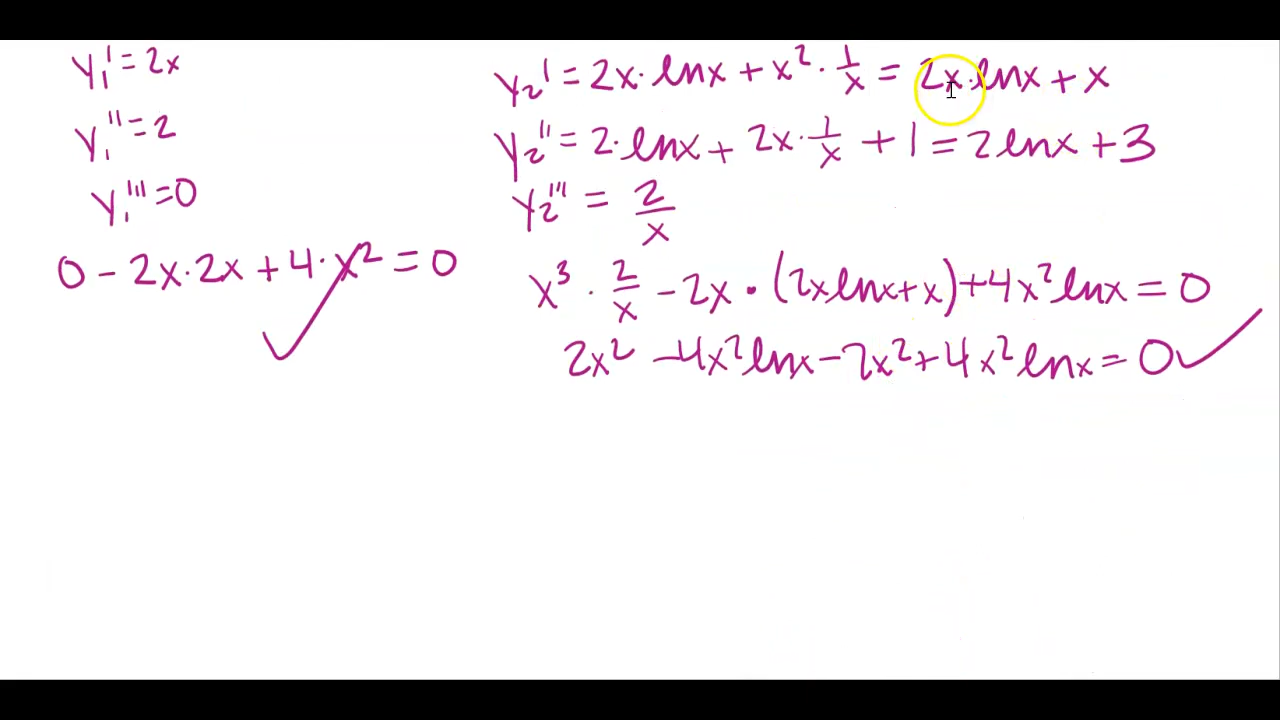 y₁' = 2x
y₁'' = 2
y₁''' = 0
0 - 2x·2x + 4·x² = 0 ✓
y₂' = 2x·lnx + x²·1/x = 2x·lnx + x
y₂'' = 2·lnx + 2x·1/x + 1 = 2lnx + 3
y₂''' = 2/x
x³·2/x - 2x•(2xlnx+x)+4x²lnx = 0
2x² - 4x²lnx - 2x² + 4x²lnx = 0 ✓